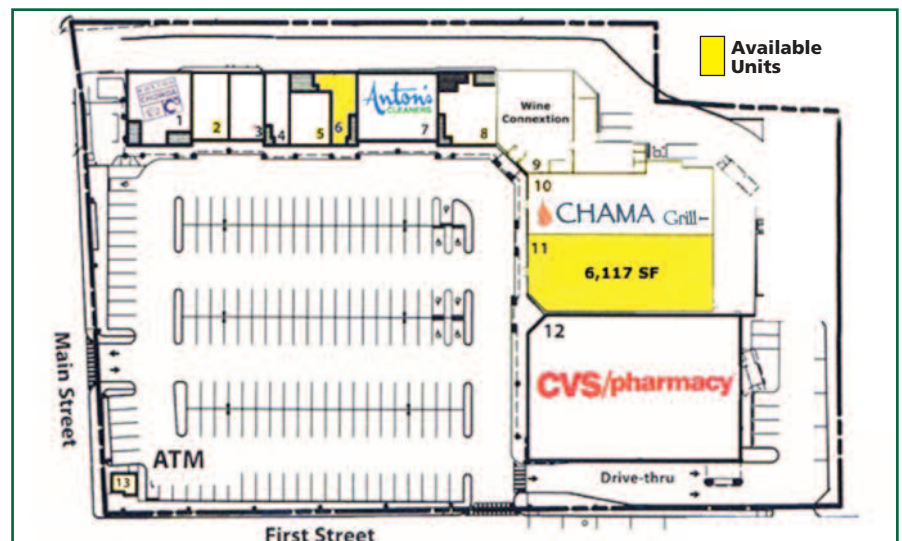 Available
Units
BOSTON
1
2
3
4
5
6
Anton's
CLEANERS
7
8
Wine
Connextion
9
10
CHAMA Grill
11
6,117 SF
12
CVS/pharmacy
Main Street
ATM
13
Drive-thru
First Street